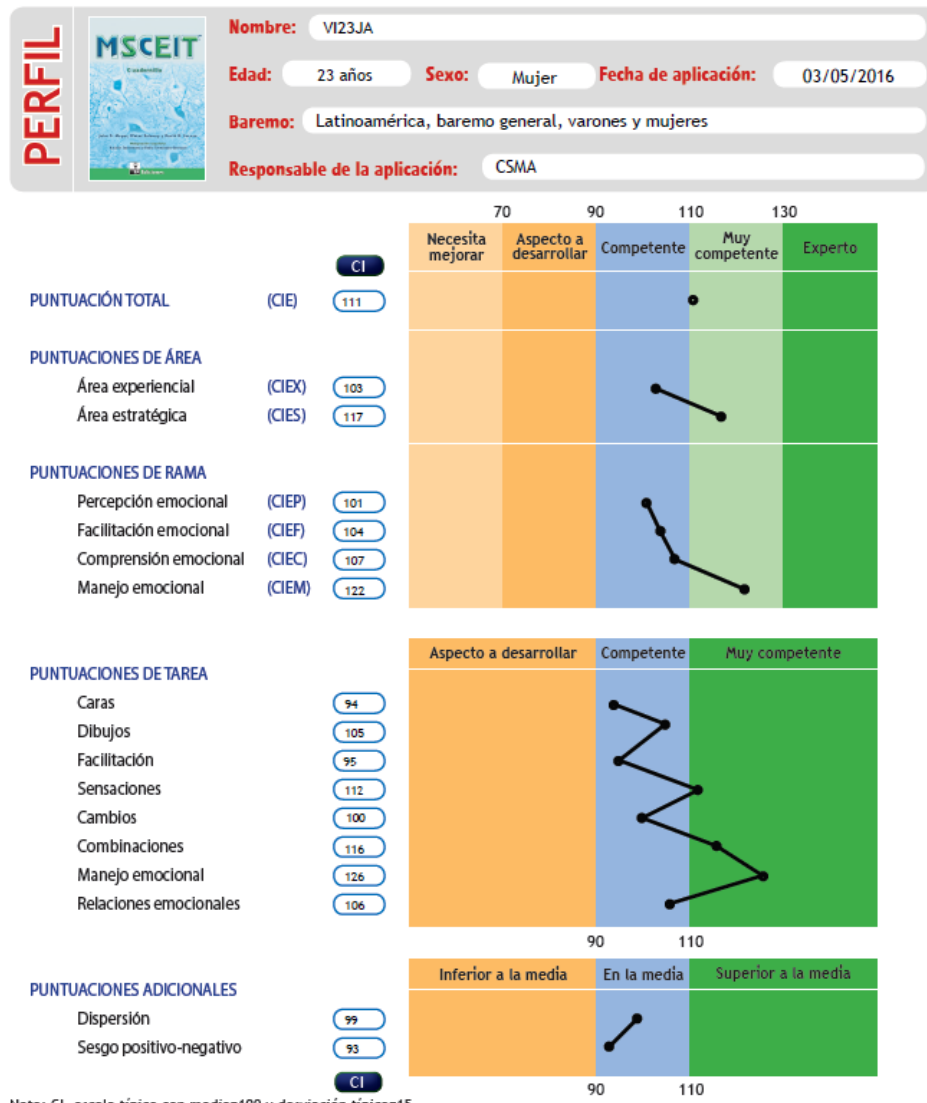 PERFIL
MSCEIT
Cuadernillo
Nombre: VI23JA
Edad: 23 años Sexo: Mujer Fecha de aplicación: 03/05/2016
Baremo: Latinoamérica, baremo general, varones y mujeres
Responsable de la aplicación: CSMA
70 90 110 130
Necesita mejorar Aspecto a desarrollar Competente Muy competente Experto
CI
PUNTUACIÓN TOTAL (CIE) 111
PUNTUACIONES DE ÁREA
Área experiencial (CIEX) 103
Área estratégica (CIES) 117
PUNTUACIONES DE RAMA
Percepción emocional (CIEP) 101
Facilitación emocional (CIEF) 104
Comprensión emocional (CIEC) 107
Manejo emocional (CIEM) 122
Aspecto a desarrollar Competente Muy competente
PUNTUACIONES DE TAREA
Caras 94
Dibujos 105
Facilitación 95
Sensaciones 112
Cambios 100
Combinaciones 116
Manejo emocional 126
Relaciones emocionales 106
90 110
Inferior a la media En la media Superior a la media
PUNTUACIONES ADICIONALES
Dispersión 99
Sesgo positivo-negativo 93
CI
90 110